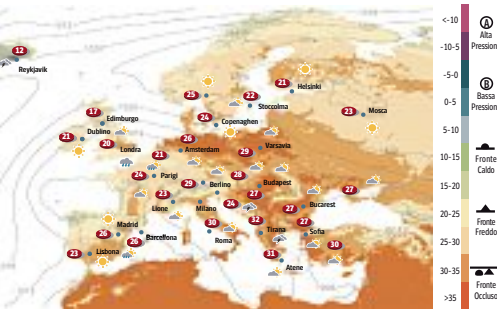 12
Reykjavik
17
Edimburgo
21
Dublino
20
Londra
25
22
Stoccolma
21
Helsinki
24
Copenaghen
23
Mosca
26
Amsterdam
29
Varsavia
21
24
Parigi
29
Berlino
28
Budapest
27
23
Lione
Milano
24
27
Bucarest
27
27
Sofia
30
Roma
32
Tirana
31
Atene
30
Madrid
26
26
Barcellona
23
Lisbona
<-10
-10-5
-5-0
0-5
5-10
10-15
15-20
20-25
25-30
30-35
>35
A
Alta
Pression
B
Bassa
Pression
Fronte
Caldo
Fronte
Freddo
Fronte
Occluso